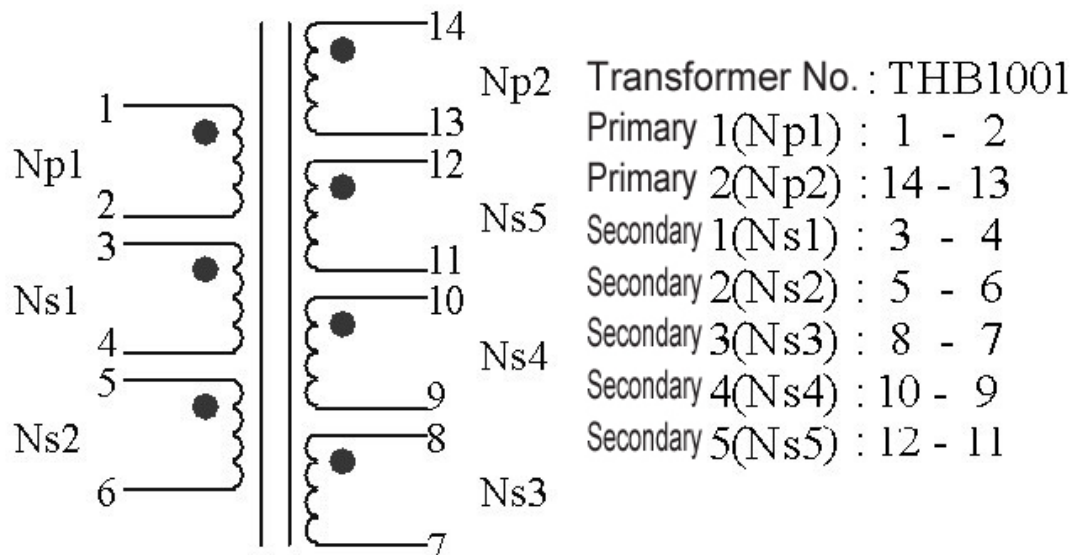 1
Np1
2
3
Ns1
4
5
Ns2
6
14
Np2
13
12
Ns5
11
10
Ns4
9
8
Ns3
7
Transformer No. : THB1001
Primary 1(Np1) : 1 - 2
Primary 2(Np2) : 14 - 13
Secondary 1(Ns1) : 3 - 4
Secondary 2(Ns2) : 5 - 6
Secondary 3(Ns3) : 8 - 7
Secondary 4(Ns4) : 10 - 9
Secondary 5(Ns5) : 12 - 11